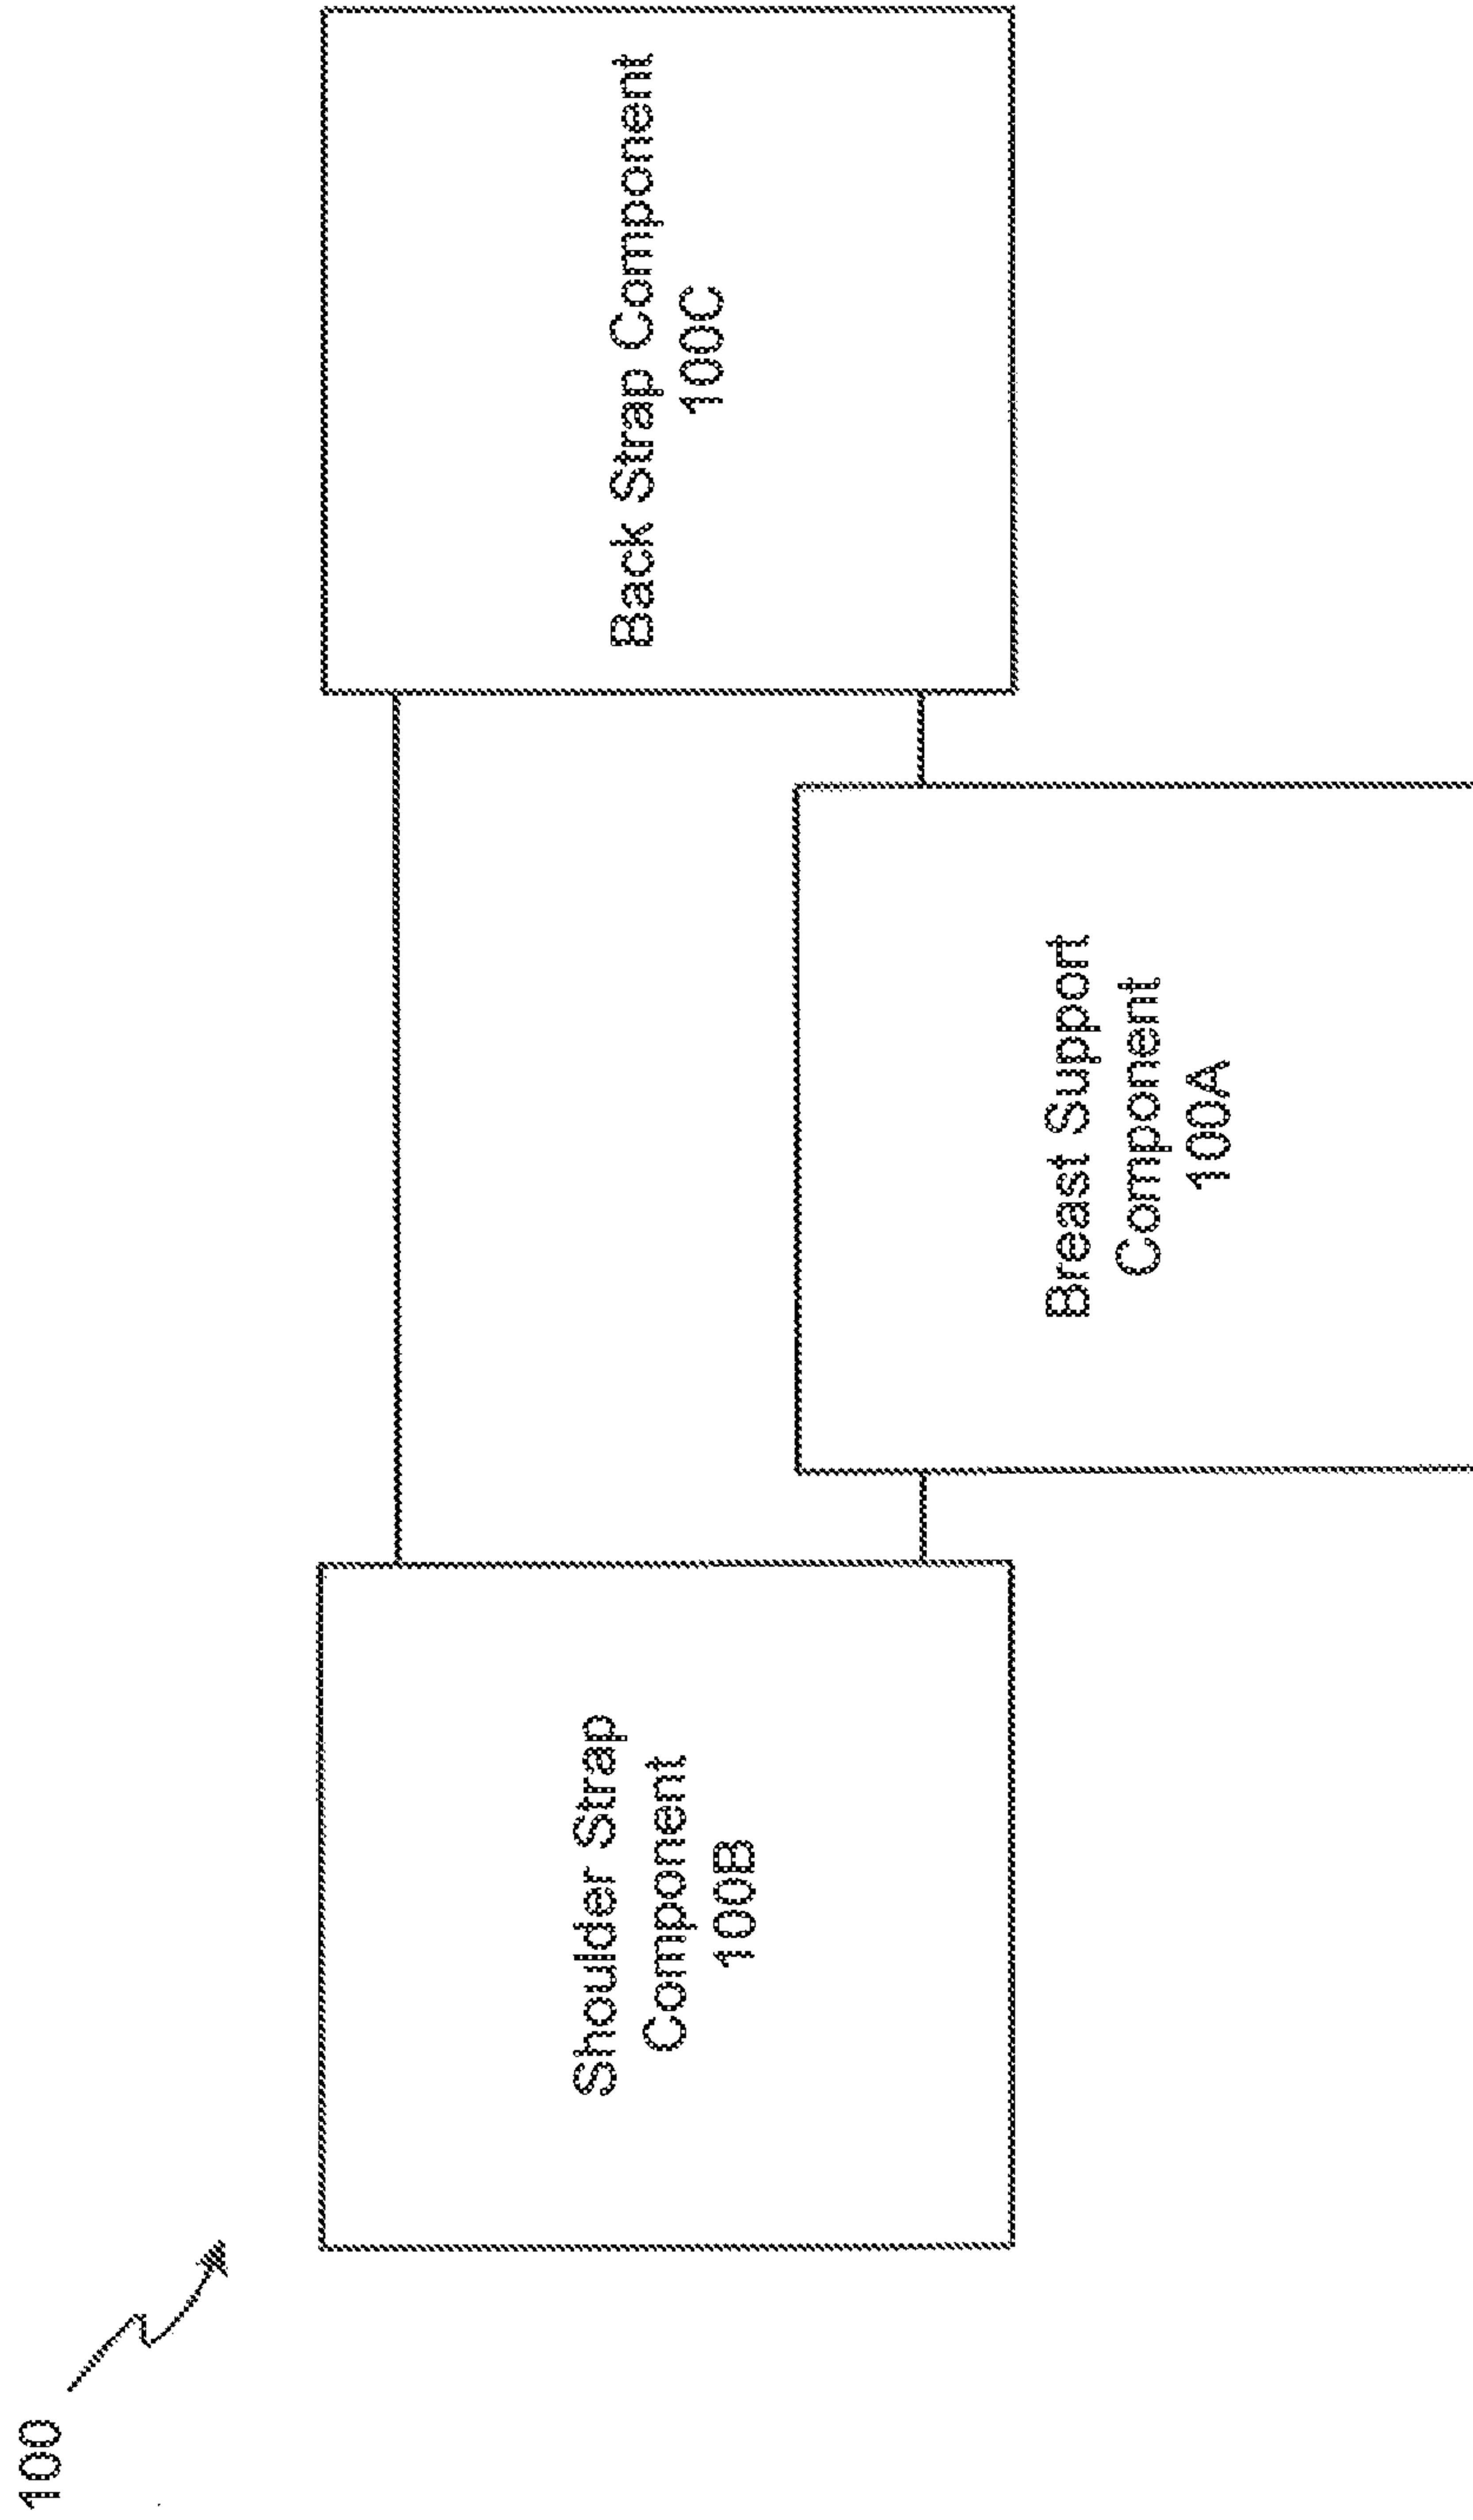 100
Shoulder Strap
Component
100B
Breast Support
Component
100A
Back Strap Component
100C